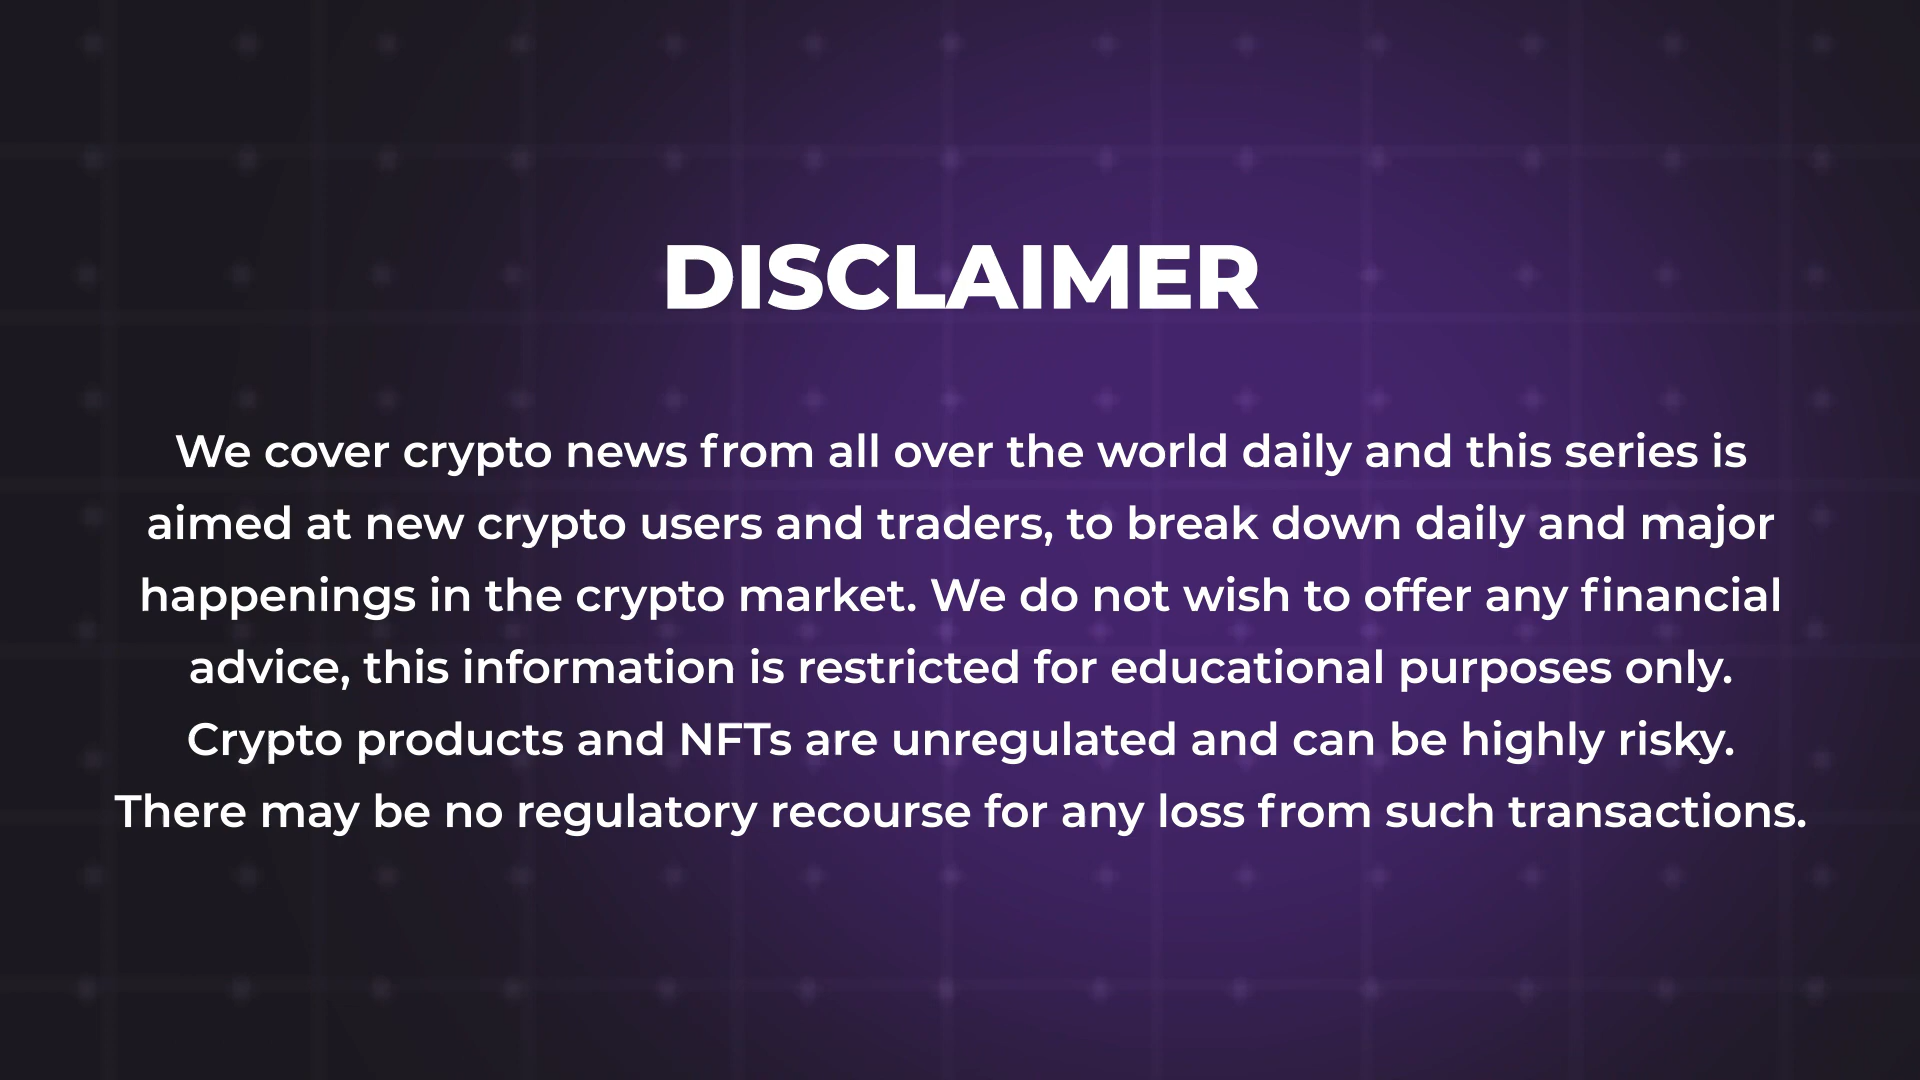 DISCLAIMER
We cover crypto news from all over the world daily and this series is
aimed at new crypto users and traders, to break down daily and major
happenings in the crypto market. We do not wish to offer any financial
advice, this information is restricted for educational purposes only.
Crypto products and NFTs are unregulated and can be highly risky.
There may be no regulatory recourse for any loss from such transactions.